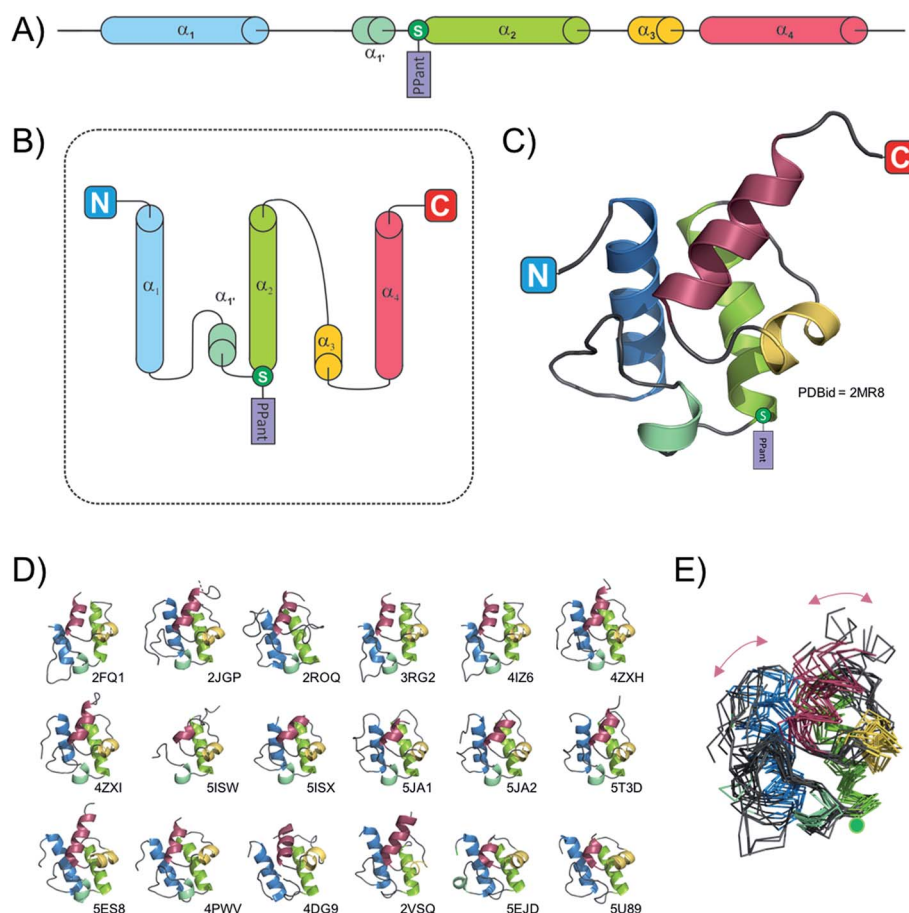 A)
α1
α1'
S
PPant
α2
α3
α4
B)
N
C
α1
α1'
α2
α3
α4
S
PPant
C)
C
N
PDBid = 2MR8
S
PPant
D)
2FQ1 2JGP 2ROQ 3RG2 4IZ6 4ZXH
4ZXI 5ISW 5ISX 5JA1 5JA2 5T3D
5ES8 4PWV 4DG9 2VSQ 5EJD 5U89
E)